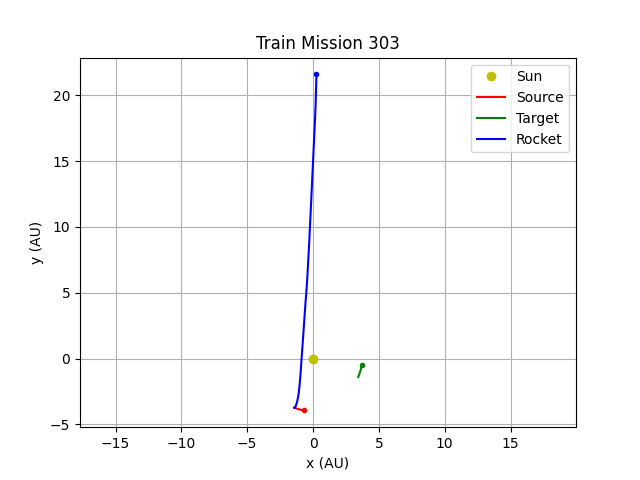 Train Mission 303
Sun
Source
Target
Rocket
20
15
10
5
0
−5
−15
−10
−5
0
5
10
15
y (AU)
x (AU)